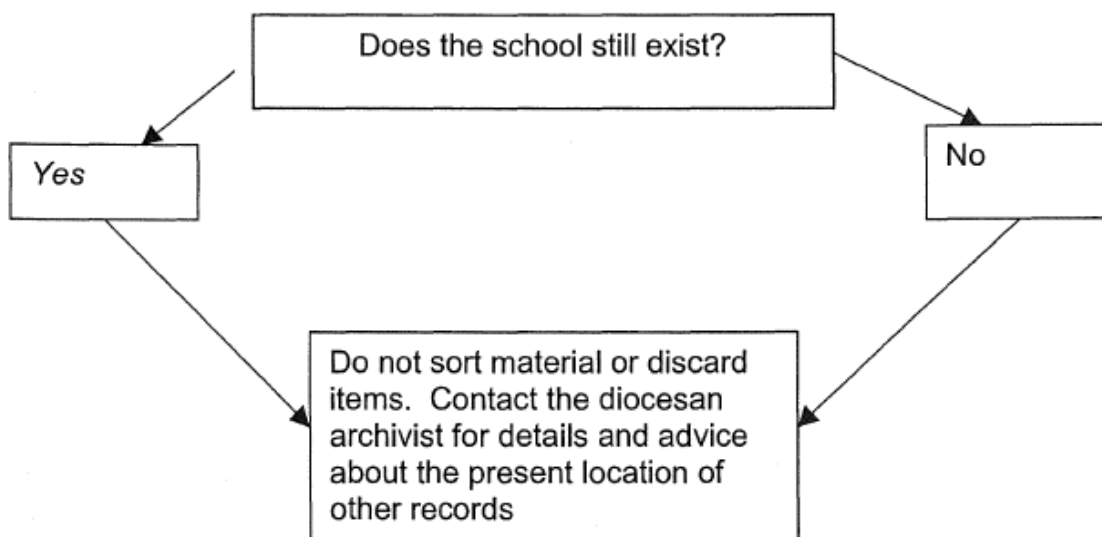 Does the school still exist?
Yes
No
Do not sort material or discard
items.  Contact the diocesan
archivist for details and advice
about the present location of
other records